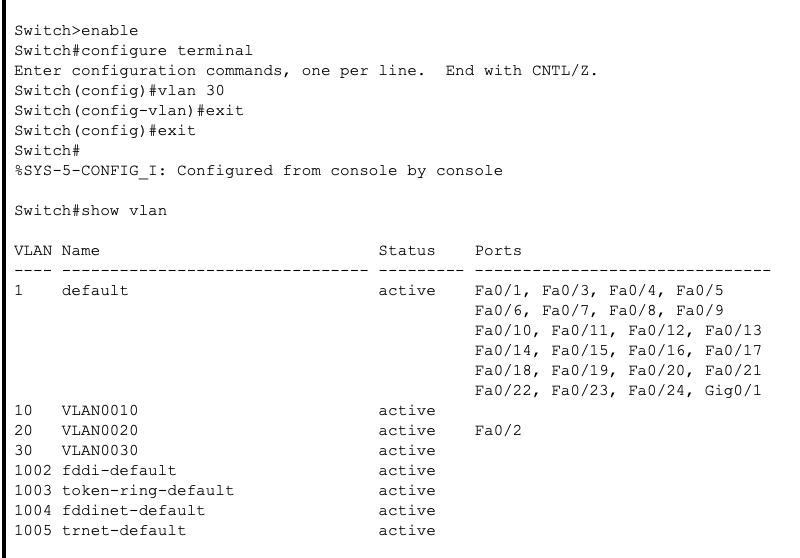 Switch>enable
Switch#configure terminal
Enter configuration commands, one per line.  End with CNTL/Z.
Switch(config)#vlan 30
Switch(config-vlan)#exit
Switch(config)#exit
Switch#
%SYS-5-CONFIG_I: Configured from console by console
Switch#show vlan
VLAN Name                             Status    Ports
---- -------------------------------- --------- -------------------------------
1    default                          active    Fa0/1, Fa0/3, Fa0/4, Fa0/5
                                                Fa0/6, Fa0/7, Fa0/8, Fa0/9
                                                Fa0/10, Fa0/11, Fa0/12, Fa0/13
                                                Fa0/14, Fa0/15, Fa0/16, Fa0/17
                                                Fa0/18, Fa0/19, Fa0/20, Fa0/21
                                                Fa0/22, Fa0/23, Fa0/24, Gig0/1
10   VLAN0010                         active
20   VLAN0020                         active    Fa0/2
30   VLAN0030                         active
1002 fddi-default                     active
1003 token-ring-default               active
1004 fddinet-default                  active
1005 trnet-default                    active